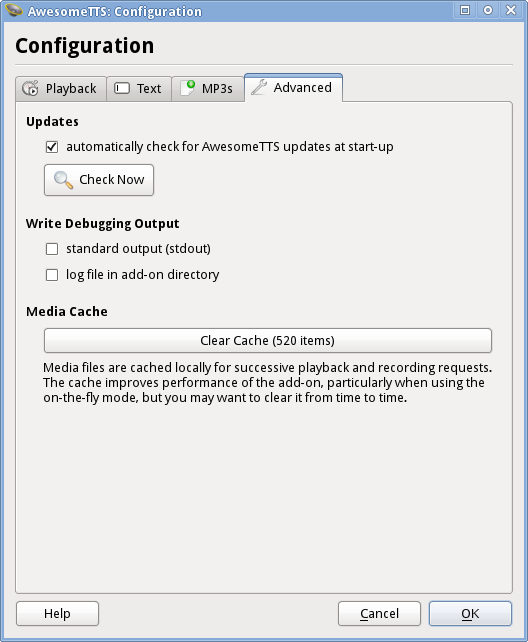 AwesomeTTS: Configuration
Configuration
Playback Text MP3s Advanced
Updates
automatically check for AwesomeTTS updates at start-up
Check Now
Write Debugging Output
standard output (stdout)
log file in add-on directory
Media Cache
Clear Cache (520 items)
Media files are cached locally for successive playback and recording requests.
The cache improves performance of the add-on, particularly when using the
on-the-fly mode, but you may want to clear it from time to time.
Help Cancel OK